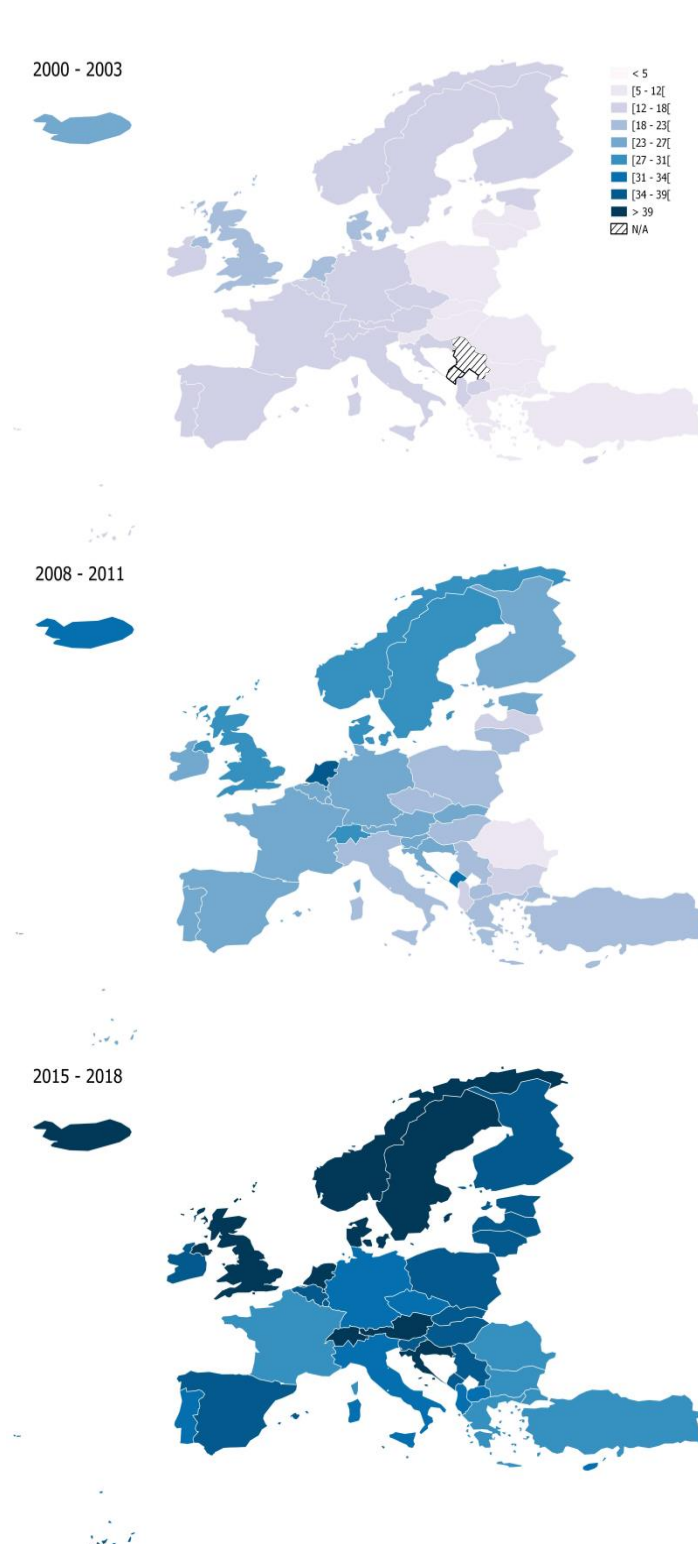 2000 - 2003
< 5
[5 - 12[
[12 - 18[
[18 - 23[
[23 - 27[
[27 - 31[
[31 - 34[
[34 - 39[
> 39
N/A
2008 - 2011
2015 - 2018